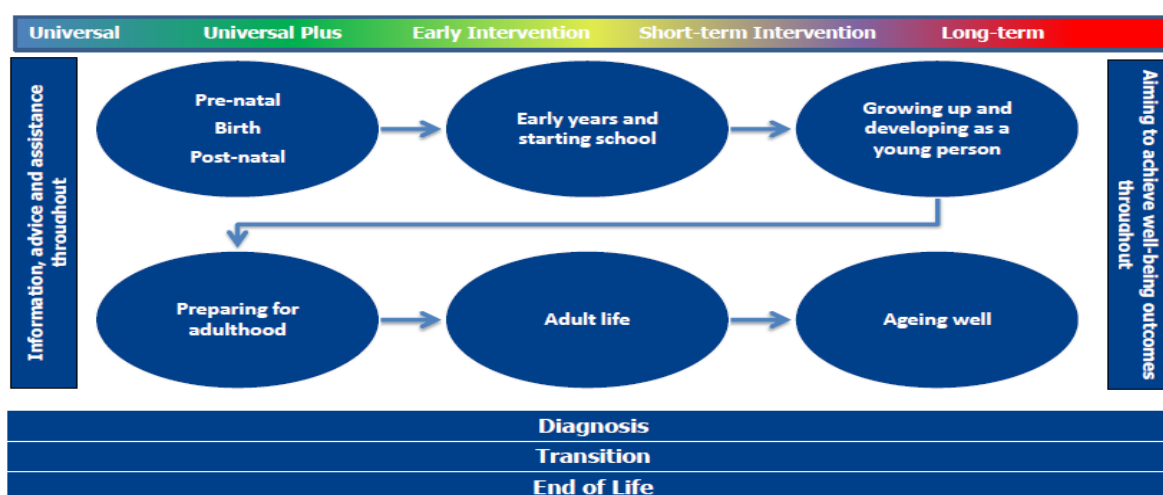 Universal Universal Plus Early Intervention Short-term Intervention Long-term
Information, advice and assistance
throughout
Pre-natal
Birth
Post-natal
Early years and
starting school
Growing up and
developing as a
young person
Preparing for
adulthood
Adult life
Ageing well
Aiming to achieve well-being outcomes
throughout
Diagnosis
Transition
End of Life